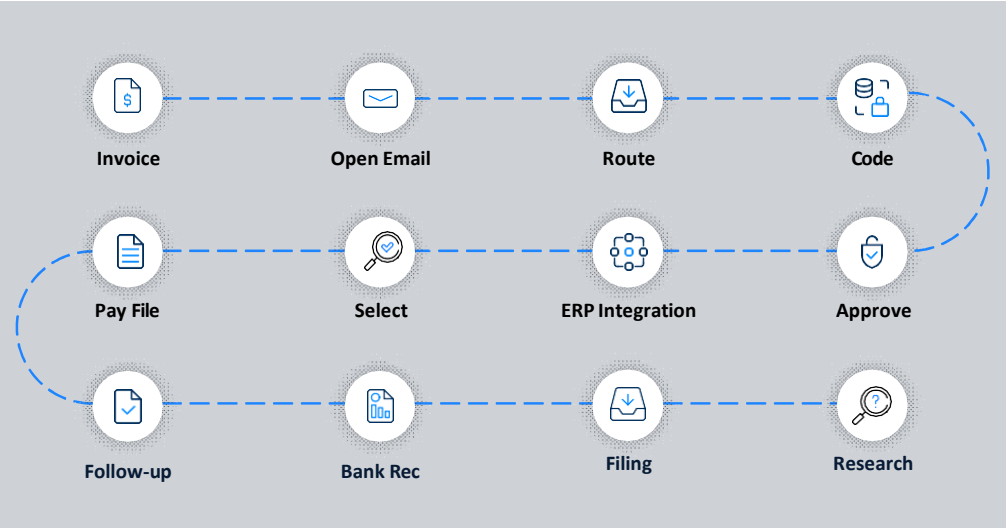 $
Invoice
Open Email
Route
Code
Pay File
Select
ERP Integration
Approve
?
Follow-up
Bank Rec
Filing
Research